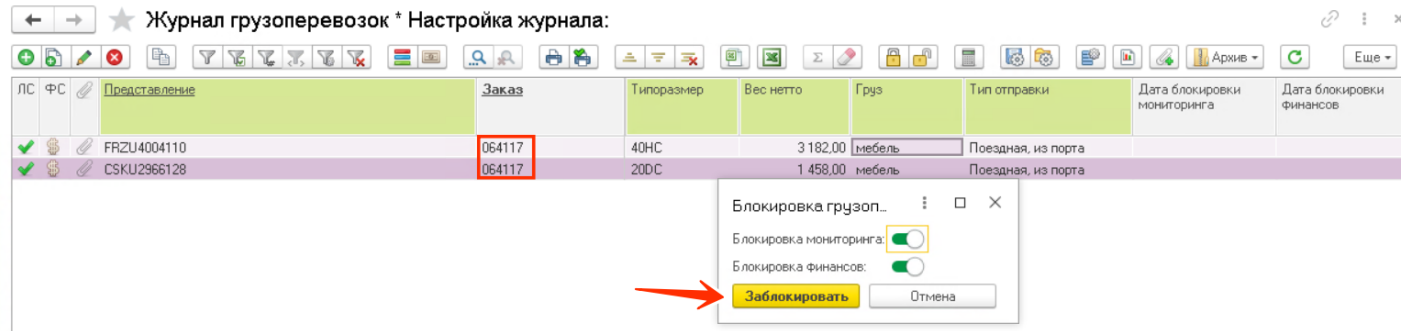 Журнал грузоперевозок * Настройка журнала:
Архив
Еще
ЛС ФС Представление Заказ Типоразмер Вес нетто Груз Тип отправки Дата блокировки мониторинга Дата блокировки финансов
FRZU4004110 064117 40HC 3 182,00 мебель Поездная, из порта
CSKU2966128 064117 20DC 1 458,00 мебель Поездная, из порта
Блокировка грузоп...
Блокировка мониторинга:
Блокировка финансов:
Заблокировать Отмена